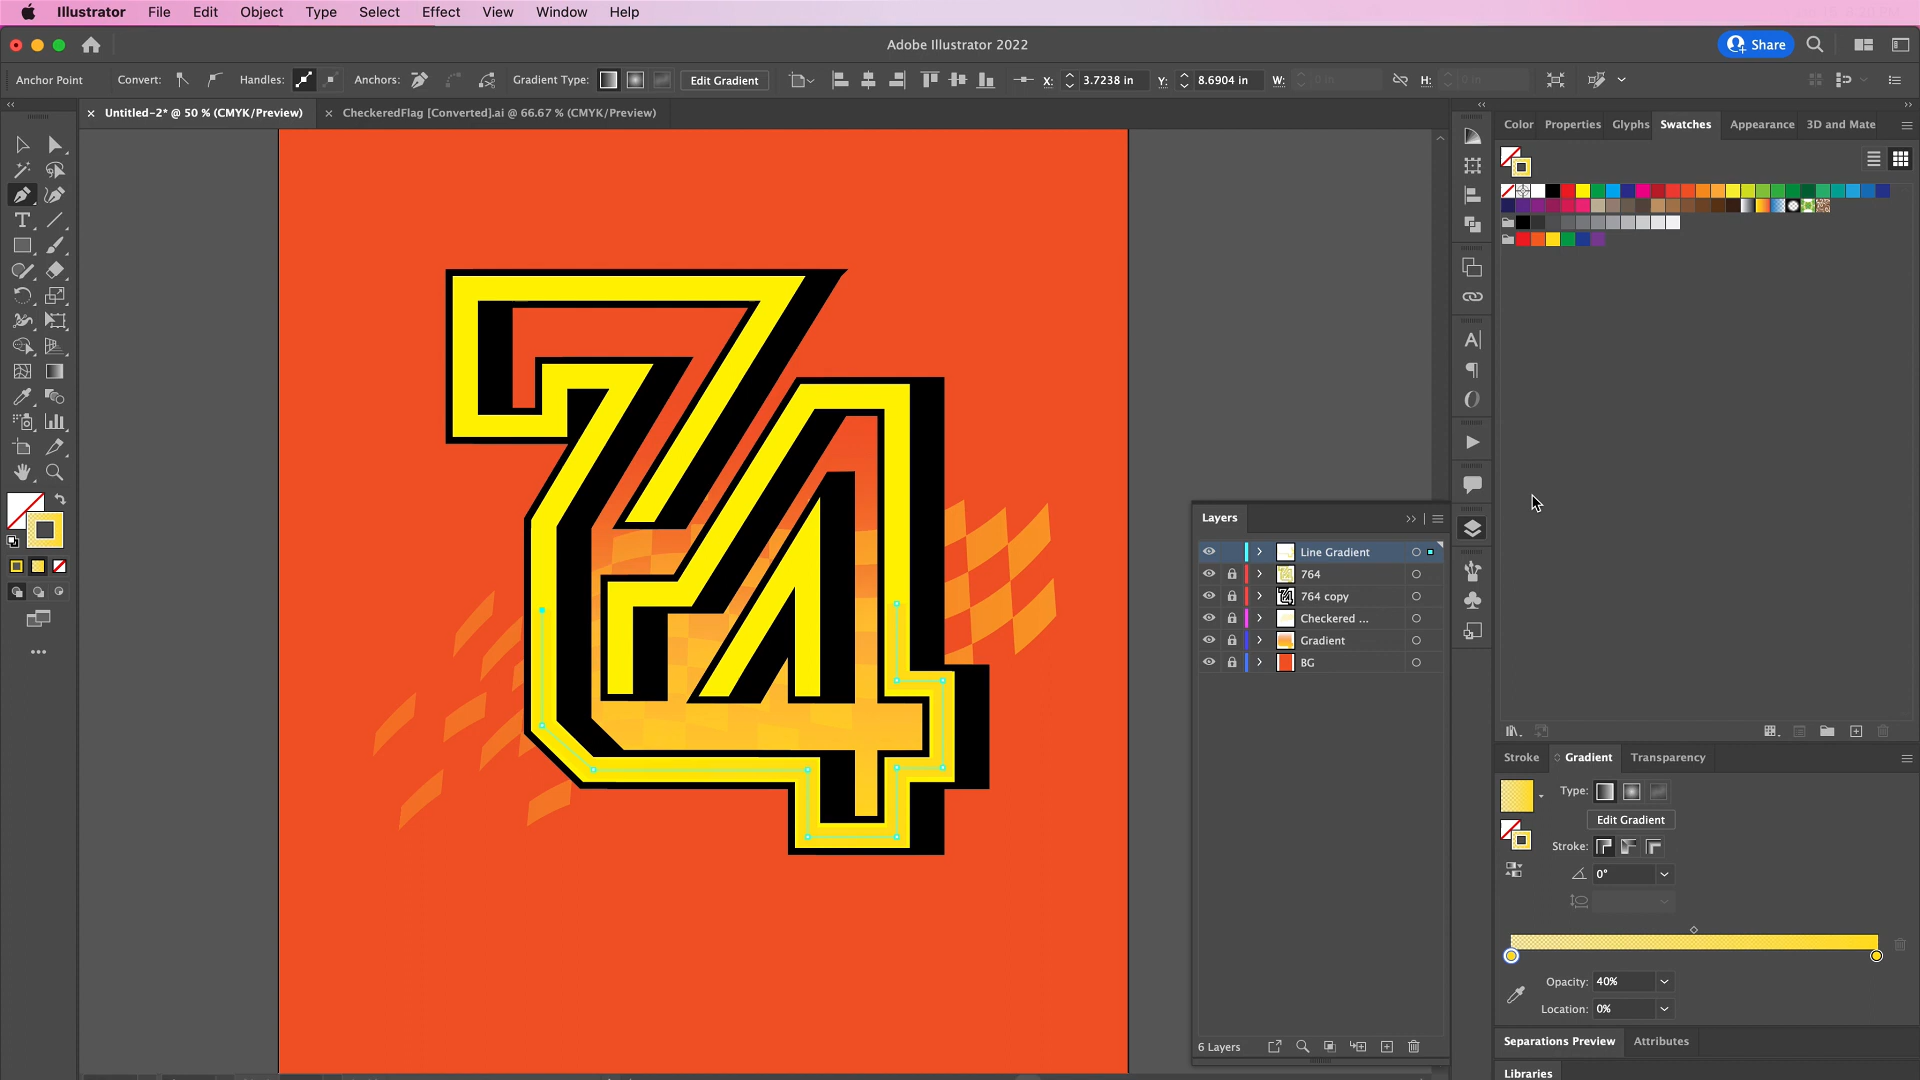 Illustrator File Edit Object Type Select Effect View Window Help
Adobe Illustrator 2022
Share
Anchor Point Convert: Handles: Anchors: Gradient Type: Edit Gradient X: 3.7238 in Y: 8.6904 in W: 0 in H:
Untitled-2* @ 50 % (CMYK/Preview) CheckeredFlag [Converted].ai @ 66.67 % (CMYK/Preview)
Color Properties Glyphs Swatches Appearance 3D and Mate
764
Layers
Line Gradient
764
764 copy
Checkered ...
Gradient
BG
6 Layers
Stroke Gradient Transparency
Type:
Edit Gradient
Stroke:
0°
Opacity: 40%
Location: 0%
Separations Preview Attributes
Libraries